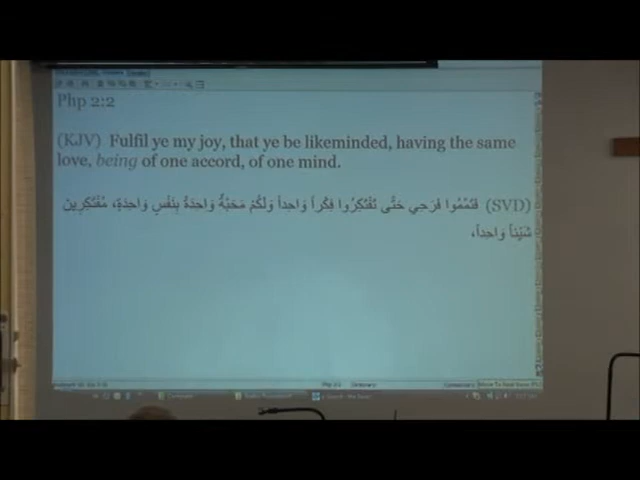 Php 2:2
(KJV) Fulfil ye my joy, that ye be likeminded, having the same
love, being of one accord, of one mind.
(SVD) فَتَمِّمُوا فَرَحِي حَتَّى تَفْتَكِرُوا فِكْراً وَاحِداً وَلَكُمْ مَحَبَّةٌ وَاحِدَةٌ بِنَفْسٍ وَاحِدَةٍ، مُفْتَكِرِينَ
شَيْئاً وَاحِداً،